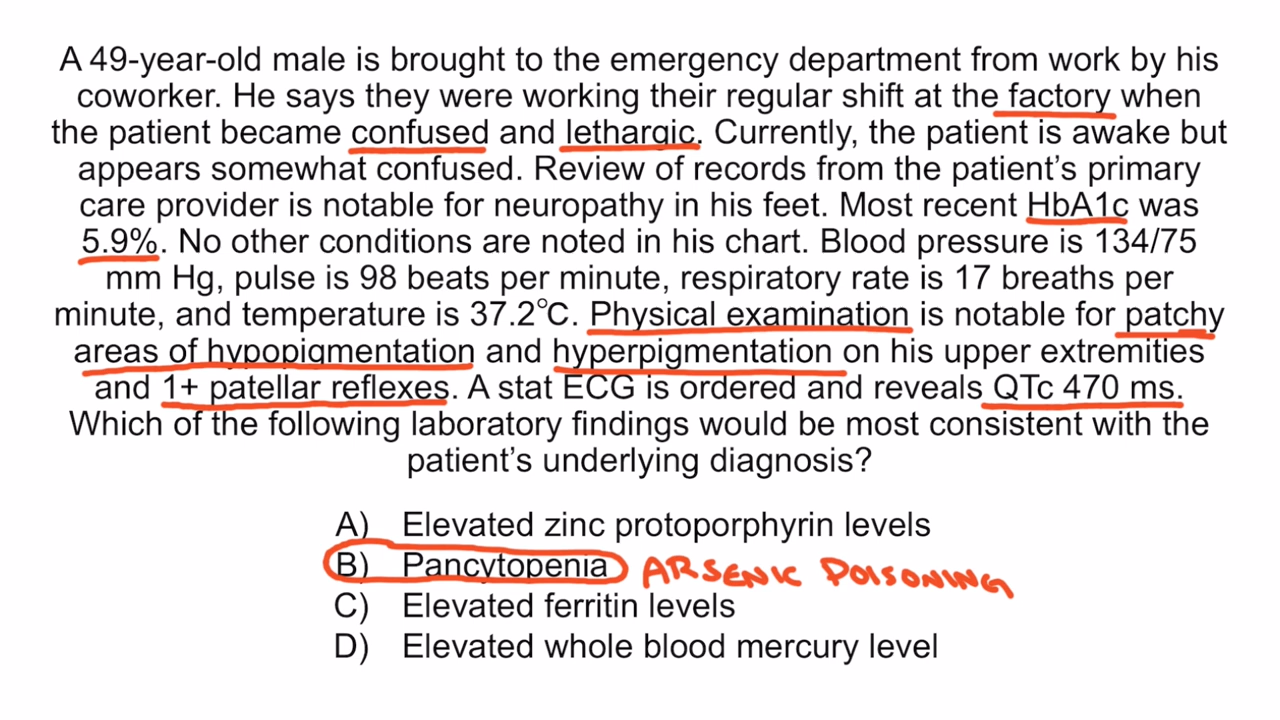 A 49-year-old male is brought to the emergency department from work by his
coworker. He says they were working their regular shift at the factory when
the patient became confused and lethargic. Currently, the patient is awake but
appears somewhat confused. Review of records from the patient's primary
care provider is notable for neuropathy in his feet. Most recent HbA1c was
5.9%. No other conditions are noted in his chart. Blood pressure is 134/75
mm Hg, pulse is 98 beats per minute, respiratory rate is 17 breaths per
minute, and temperature is 37.2°C. Physical examination is notable for patchy
areas of hypopigmentation and hyperpigmentation on his upper extremities
and 1+ patellar reflexes. A stat ECG is ordered and reveals QTc 470 ms.
Which of the following laboratory findings would be most consistent with the
patient's underlying diagnosis?
A) Elevated zinc protoporphyrin levels
B) Pancytopenia ARSENIC POISONING
C) Elevated ferritin levels
D) Elevated whole blood mercury level